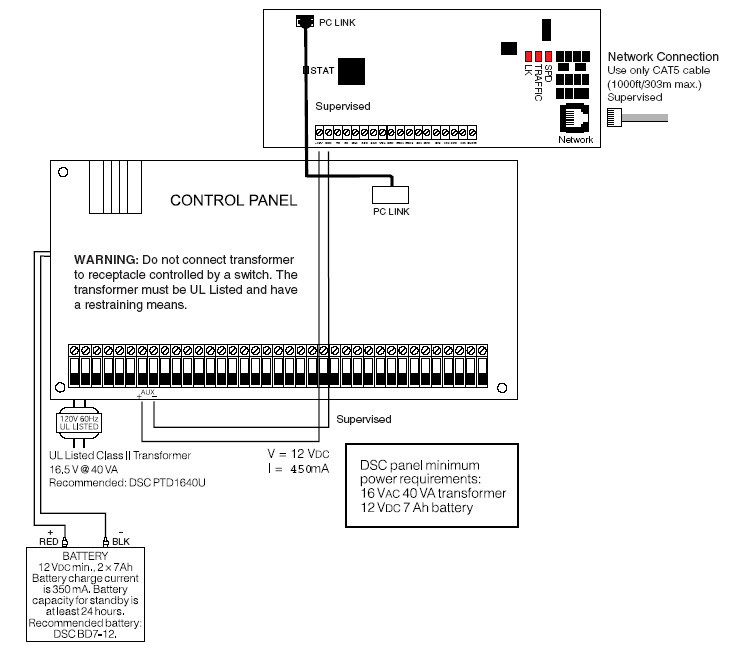 PC LINK
STAT
LK
TRAFFIC
SPD
Supervised
Network
Network Connection
Use only CAT5 cable
(1000ft/303m max.)
Supervised
PC LINK
CONTROL PANEL
WARNING: Do not connect transformer
to receptacle controlled by a switch. The
transformer must be UL Listed and have
a restraining means.
+ AUX -
120V 60Hz
UL LISTED
UL Listed Class II Transformer
16,5 V @ 40 VA
Recommended: DSC PTD1640U
Supervised
V = 12 VDC
I = 450mA
DSC panel minimum
power requirements:
16 VAC 40 VA transformer
12 VDC 7 Ah battery
+ -
RED BLK
BATTERY
12 VDC min., 2 x 7Ah
Battery charge current
is 350 mA. Battery
capacity for standby is
at least 24 hours.
Recommended battery:
DSC BD7-12.